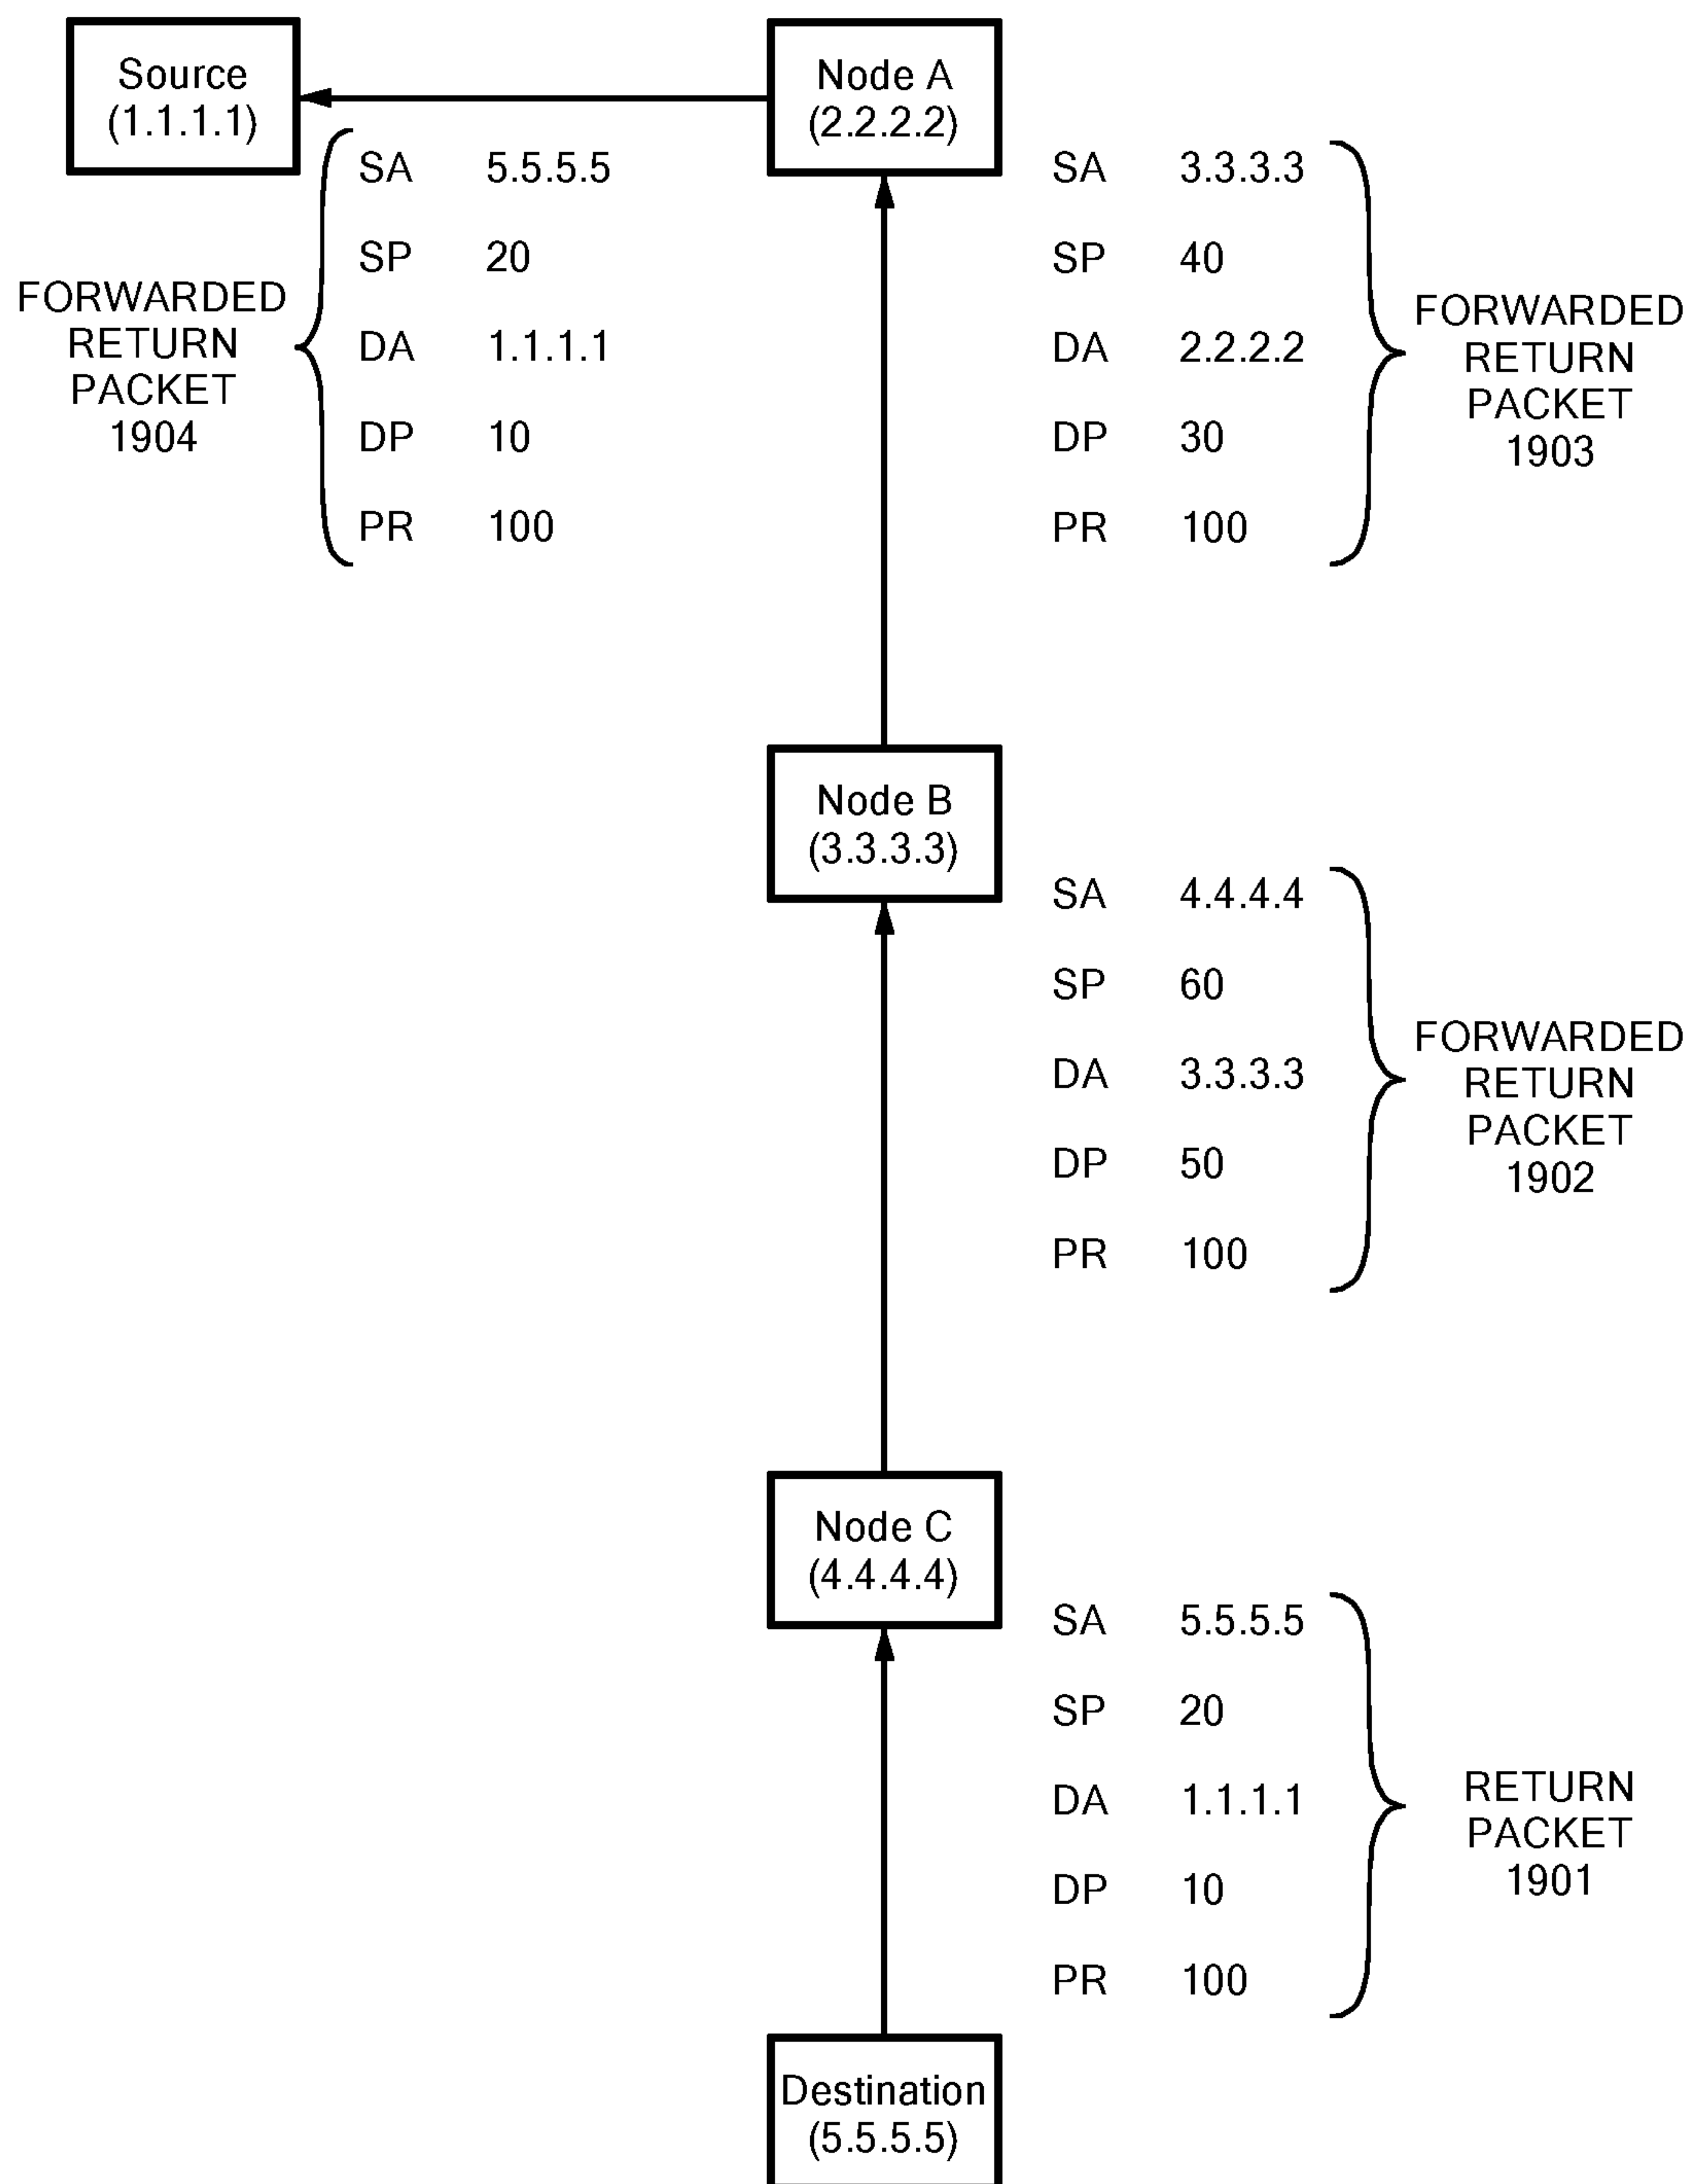 Source
(1.1.1.1)
Node A
(2.2.2.2)
SA 5.5.5.5
SP 20
DA 1.1.1.1
DP 10
PR 100
FORWARDED
RETURN
PACKET
1904
SA 3.3.3.3
SP 40
DA 2.2.2.2
DP 30
PR 100
FORWARDED
RETURN
PACKET
1903
Node B
(3.3.3.3)
SA 4.4.4.4
SP 60
DA 3.3.3.3
DP 50
PR 100
FORWARDED
RETURN
PACKET
1902
Node C
(4.4.4.4)
SA 5.5.5.5
SP 20
DA 1.1.1.1
DP 10
PR 100
RETURN
PACKET
1901
Destination
(5.5.5.5)